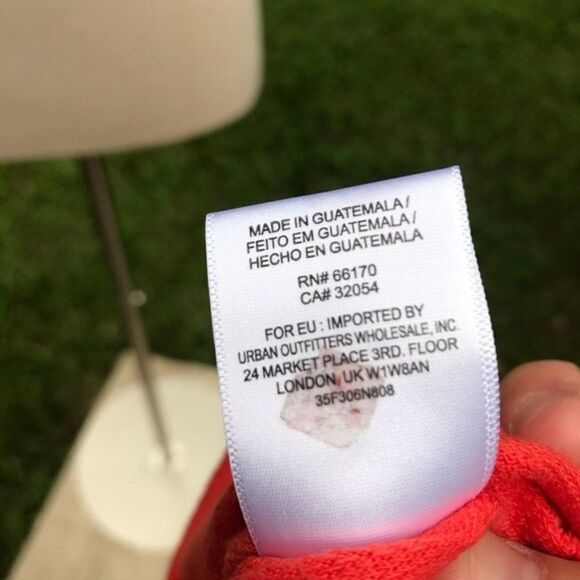 MADE IN GUATEMALA /
FEITO EM GUATEMALA /
HECHO EN GUATEMALA
RN# 66170
CA# 32054
FOR EU : IMPORTED BY
URBAN OUTFITTERS WHOLESALE, INC.
24 MARKET PLACE 3RD. FLOOR
LONDON, UK W1W8AN
35F306N808